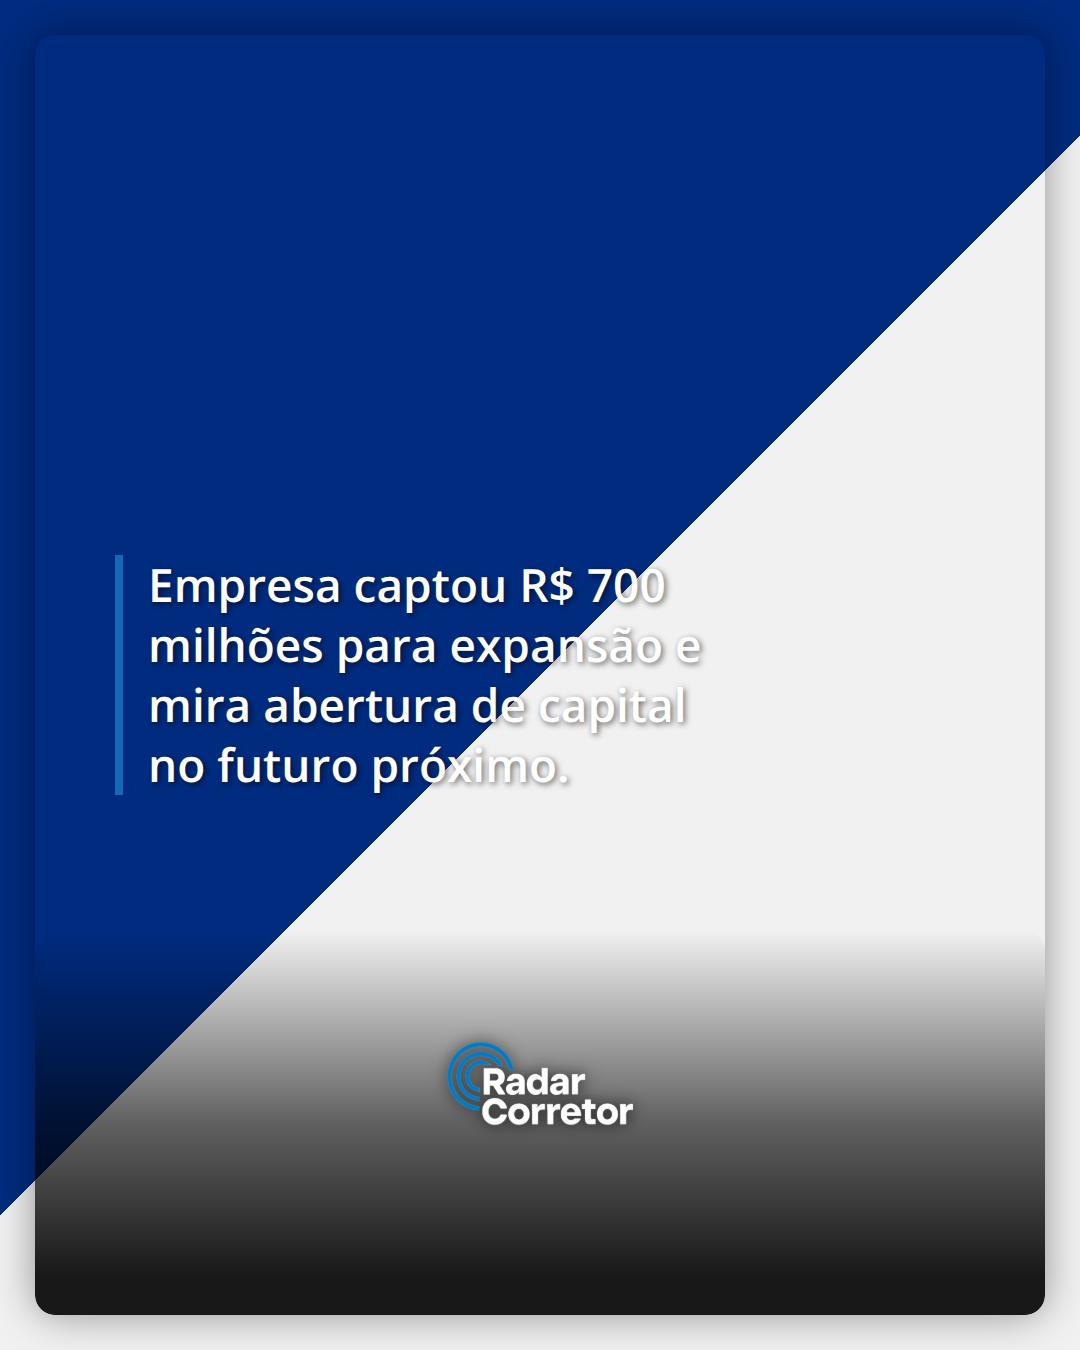 Empresa captou R$ 700
milhões para expansão e
mira abertura de capital
no futuro próximo.
Radar
Corretor